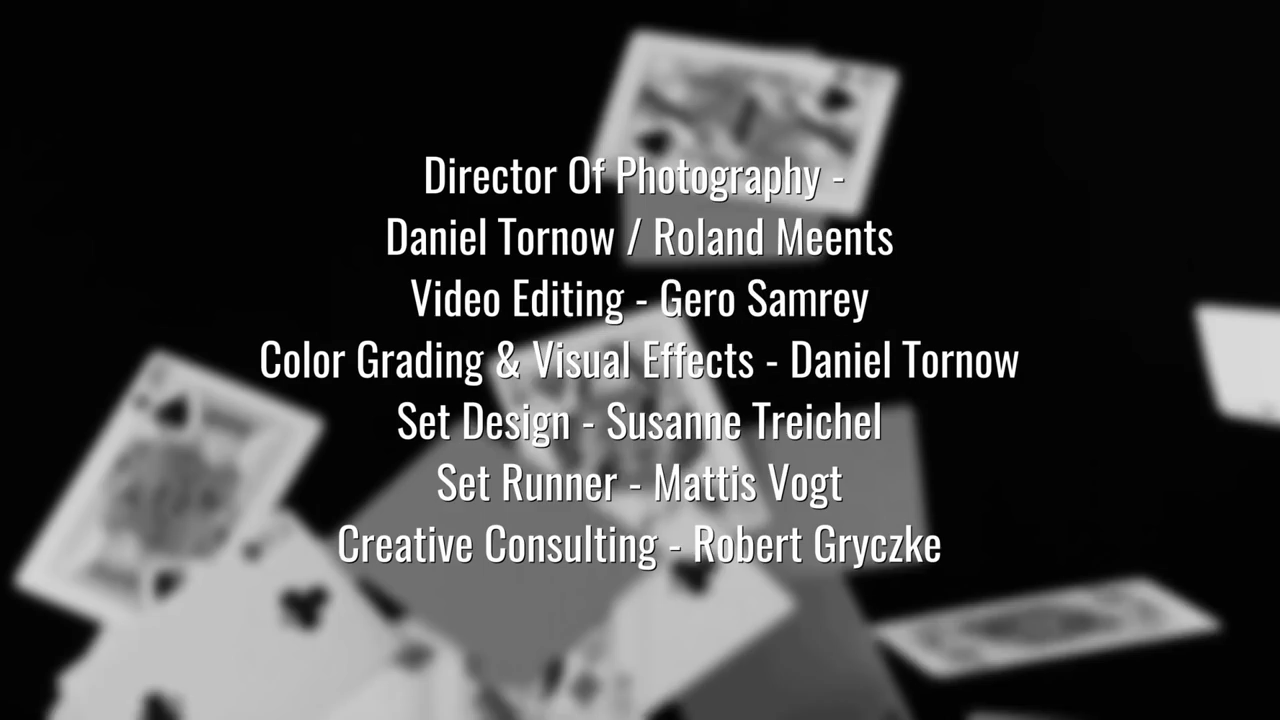 Director Of Photography -
Daniel Tornow / Roland Meents
Video Editing - Gero Samrey
Color Grading & Visual Effects - Daniel Tornow
Set Design - Susanne Treichel
Set Runner - Mattis Vogt
Creative Consulting - Robert Gryczke